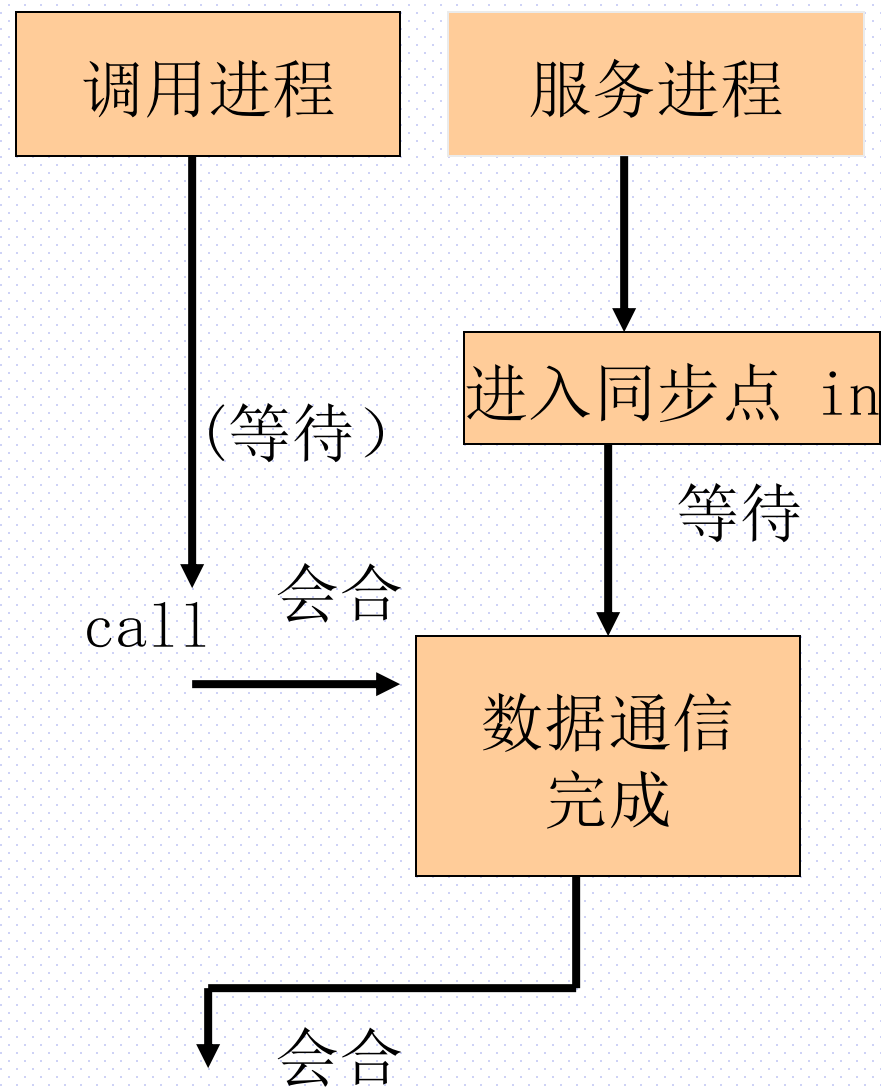 调用进程
服务进程
进入同步点 in
(等待）
等待
会合
call
数据通信
完成
会合